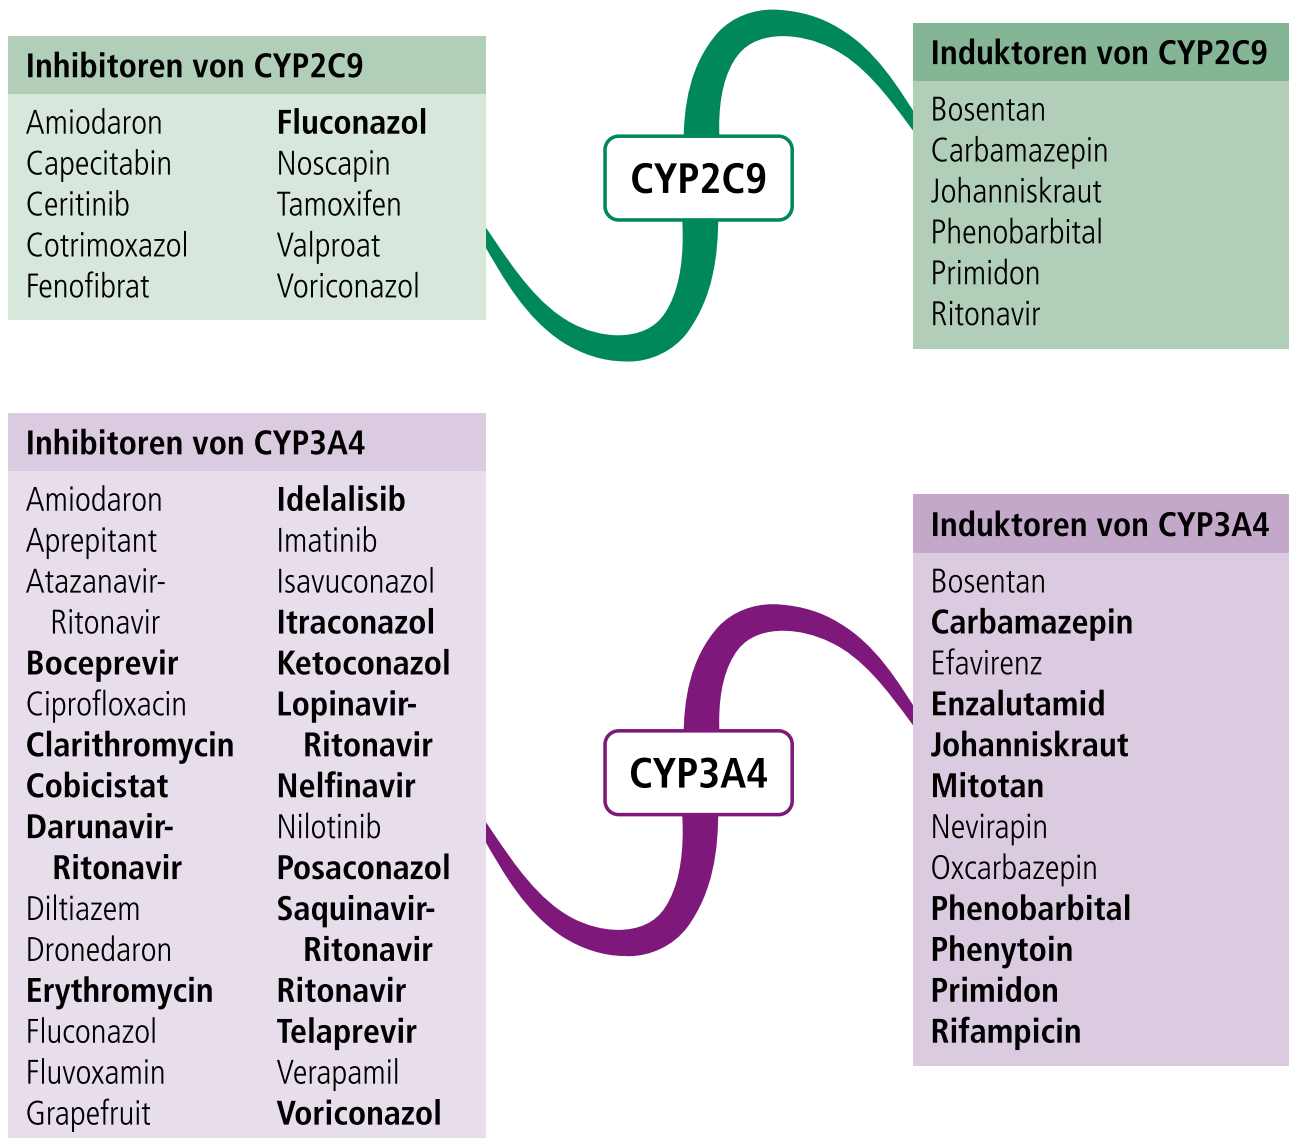 Inhibitoren von CYP2C9
Amiodaron
Capecitabin
Ceritinib
Cotrimoxazol
Fenofibrat
Fluconazol
Noscapin
Tamoxifen
Valproat
Voriconazol
CYP2C9
Induktoren von CYP2C9
Bosentan
Carbamazepin
Johanniskraut
Phenobarbital
Primidon
Ritonavir
Inhibitoren von CYP3A4
Amiodaron
Aprepitant
Atazanavir-
Ritonavir
Boceprevir
Ciprofloxacin
Clarithromycin
Cobicistat
Darunavir-
Ritonavir
Diltiazem
Dronedaron
Erythromycin
Fluconazol
Fluvoxamin
Grapefruit
Idelalisib
Imatinib
Isavuconazol
Itraconazol
Ketoconazol
Lopinavir-
Ritonavir
Nelfinavir
Nilotinib
Posaconazol
Saquinavir-
Ritonavir
Ritonavir
Telaprevir
Verapamil
Voriconazol
CYP3A4
Induktoren von CYP3A4
Bosentan
Carbamazepin
Efavirenz
Enzalutamid
Johanniskraut
Mitotan
Nevirapin
Oxcarbazepin
Phenobarbital
Phenytoin
Primidon
Rifampicin